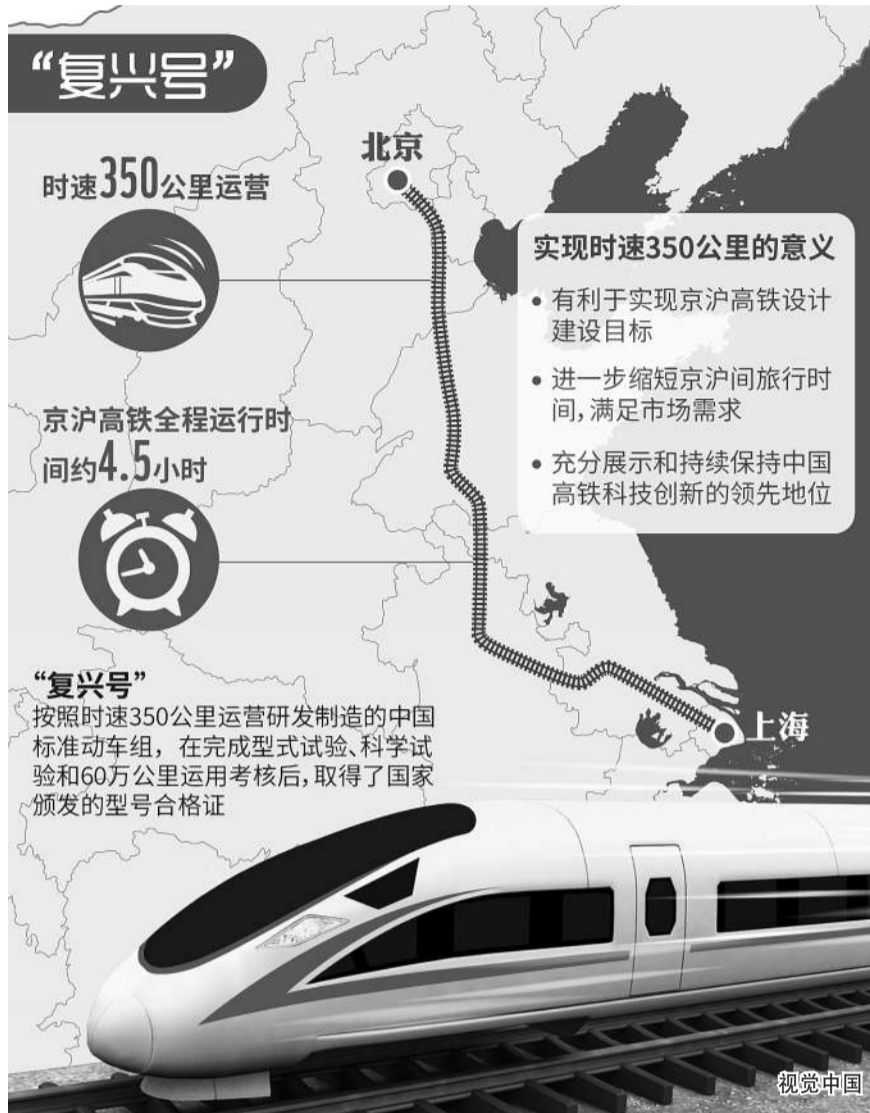 “复兴号”
北京
时速350公里运营
实现时速350公里的意义
• 有利于实现京沪高铁设计
建设目标
• 进一步缩短京沪间旅行时
间,满足市场需求
• 充分展示和持续保持中国
高铁科技创新的领先地位
京沪高铁全程运行时
间约4.5小时
“复兴号”
按照时速350公里运营研发制造的中国
标准动车组，在完成型式试验、科学试
验和60万公里运用考核后,取得了国家
颁发的型号合格证
上海
视觉中国